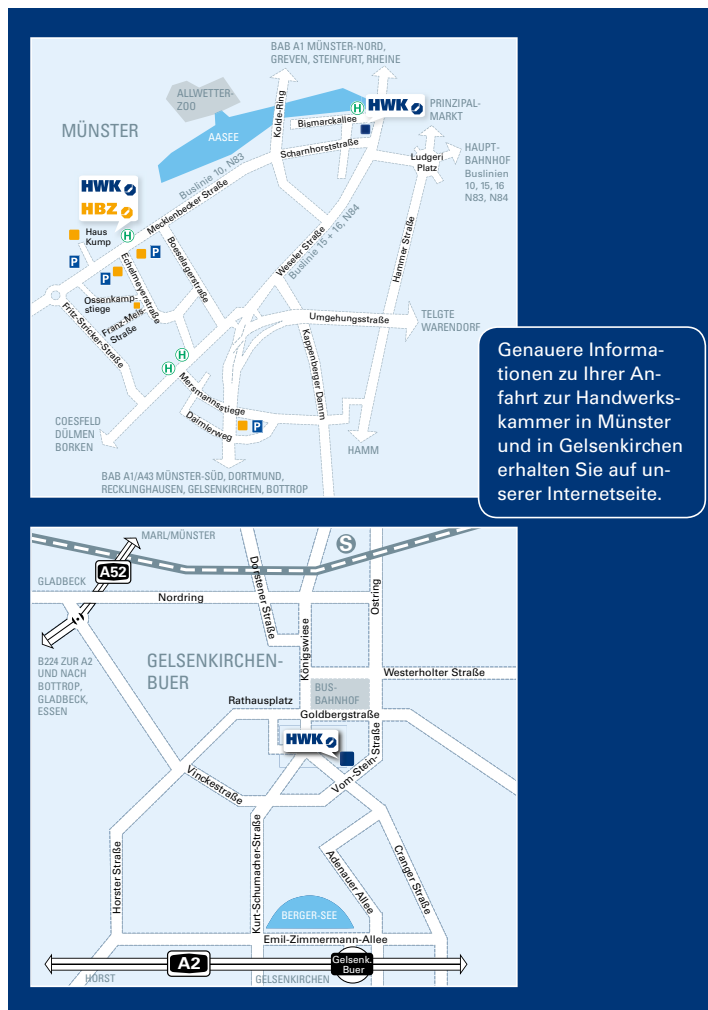 BAB A1 MÜNSTER-NORD,
GREVEN, STEINFURT, RHEINE
ALLWETTER-
ZOO
Kolde-Ring
H
HWK
PRINZIPAL-
MARKT
Bismarckallee
MÜNSTER
AASEE
Scharnhorststraße
Ludgeri
Platz
HAUPT-
BAHNHOF
Buslinien
10, 15, 16
N83, N84
Buslinie 10, N83
HWK
HBZ
Mecklenbecker Straße
Haus
Kump
H
P
P
P
Boeselagerstraße
Echelmeyerstraße
Weseler Straße
Buslinie 15 + 16, N84
Hammer Straße
Ossenkamp-
stiege
Franz-Meis-
Straße
Fritz-Stricker-Straße
Umgehungsstraße
TELGTE
WARENDORF
Kappenberger Damm
H
H
Mersmannsstiege
Daimlerweg
P
COESFELD
DÜLMEN
BORKEN
HAMM
BAB A1/A43 MÜNSTER-SÜD, DORTMUND,
RECKLINGHAUSEN, GELSENKIRCHEN, BOTTROP
Genauere Informa-
tionen zu Ihrer An-
fahrt zur Handwerks-
kammer in Münster
und in Gelsenkirchen
erhalten Sie auf un-
serer Internetseite.
MARL/MÜNSTER
S
A52
GLADBECK
Nordring
Dorstener Straße
Königswiese
Ostring
B224 ZUR A2
UND NACH
BOTTROP,
GLADBECK,
ESSEN
GELSENKIRCHEN-
BUER
Westerholter Straße
BUS-
BAHNHOF
Rathausplatz
Goldbergstraße
HWK
Vom-Stein-Straße
Vinckestraße
Horster Straße
Kurt-Schumacher-Straße
Adenauer Allee
Cranger Straße
BERGER-SEE
Emil-Zimmermann-Allee
A2
Gelsenk.
Buer
HORST
GELSENKIRCHEN